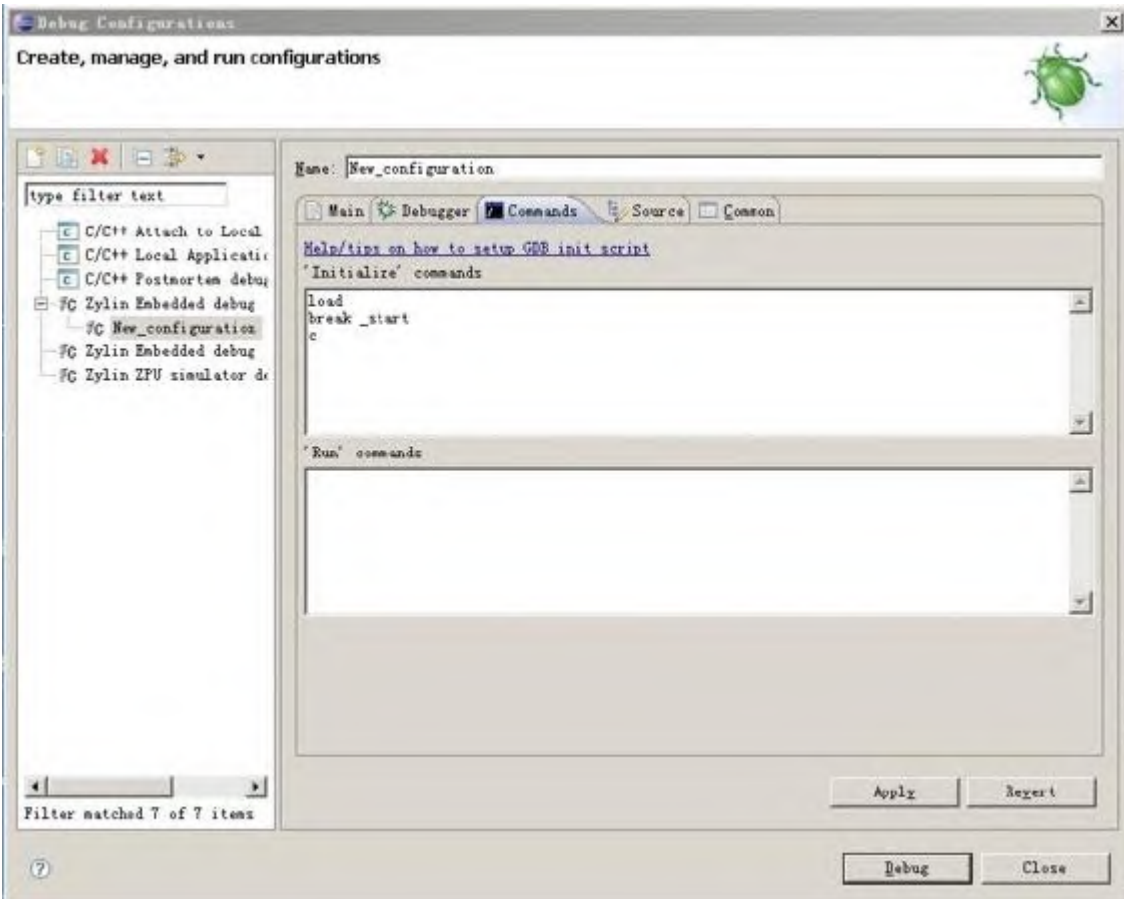 Debug Configurations
Create, manage, and run configurations
type filter text
C/C++ Attach to Local
C/C++ Local Applicatic
C/C++ Postmortem debug
Zylin Embedded debug
New_configuration
Zylin Embedded debug
Zylin ZPU simulator de
Filter matched 7 of 7 items
Name: New_configuration
Main Debugger Commands Source Common
Help/tips on how to setup GDB init script
'Initialize' commands
load
break _start
c
'Run' commands
Apply Revert
Debug Close